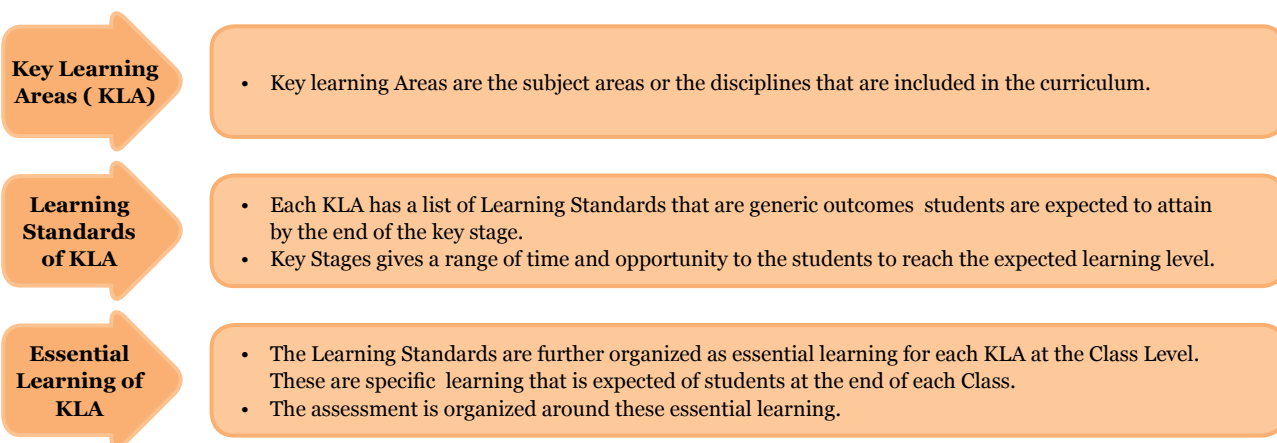 Key Learning
Areas ( KLA)
• Key learning Areas are the subject areas or the disciplines that are included in the curriculum.
Learning
Standards
of KLA
• Each KLA has a list of Learning Standards that are generic outcomes students are expected to attain
by the end of the key stage.
• Key Stages gives a range of time and opportunity to the students to reach the expected learning level.
Essential
Learning of
KLA
• The Learning Standards are further organized as essential learning for each KLA at the Class Level.
These are specific learning that is expected of students at the end of each Class.
• The assessment is organized around these essential learning.